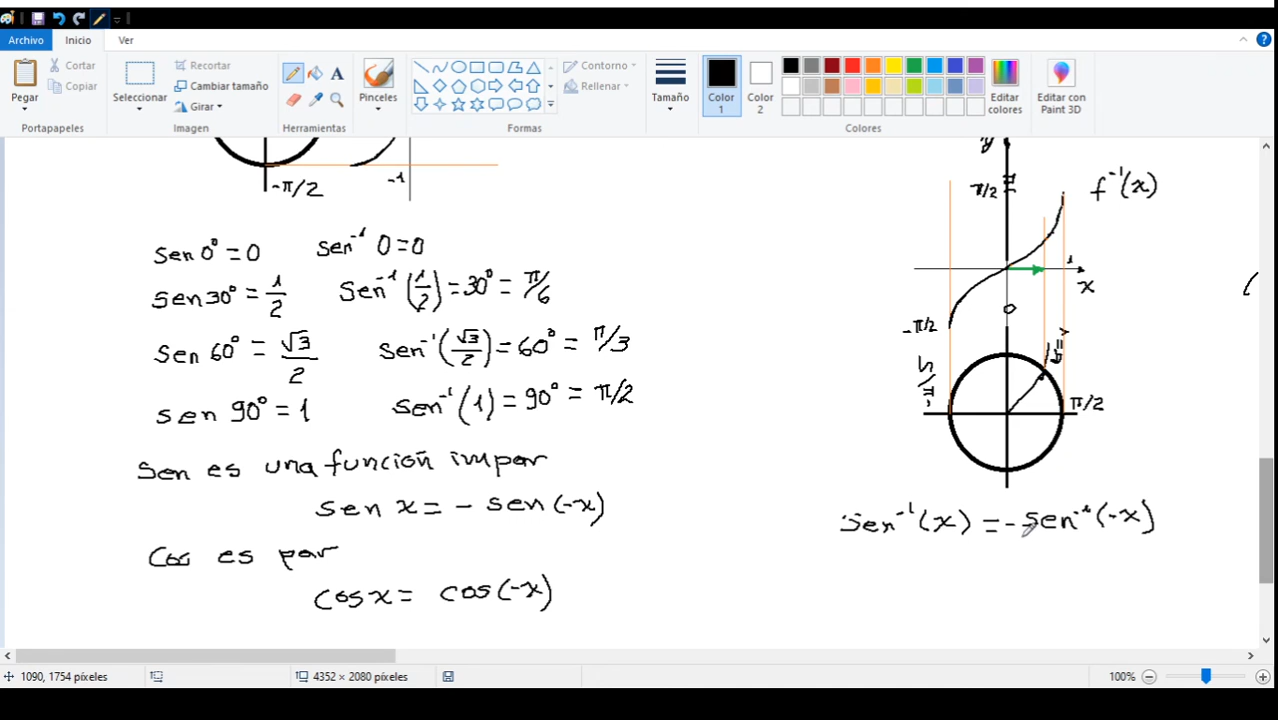 Archivo Inicio Ver
Pegar
Cortar
Copiar
Portapapeles
Seleccionar
Recortar
Cambiar tamaño
Girar
Imagen
A
Herramientas
Pinceles
Contorno
Rellenar
Formas
Tamaño
Color 1
Color 2
Editar colores
Colores
Editar con Paint 3D
-π/2
-1
sen 0° = 0 sen⁻¹ 0 = 0
sen 30° = 1/2 sen⁻¹(1/2) = 30° = π/6
sen 60° = √3/2 sen⁻¹(√3/2) = 60° = π/3
sen 90° = 1 sen⁻¹(1) = 90° = π/2
Sen es una función impar
sen x = - sen(-x)
Cos es par
cos x = cos(-x)
y
π/2
f⁻¹(x)
1
x
0
-π/2
-π/2
π/2
sen⁻¹(x) = - sen⁻¹(-x)
1090, 1754 píxeles
4352 × 2080 píxeles
100%